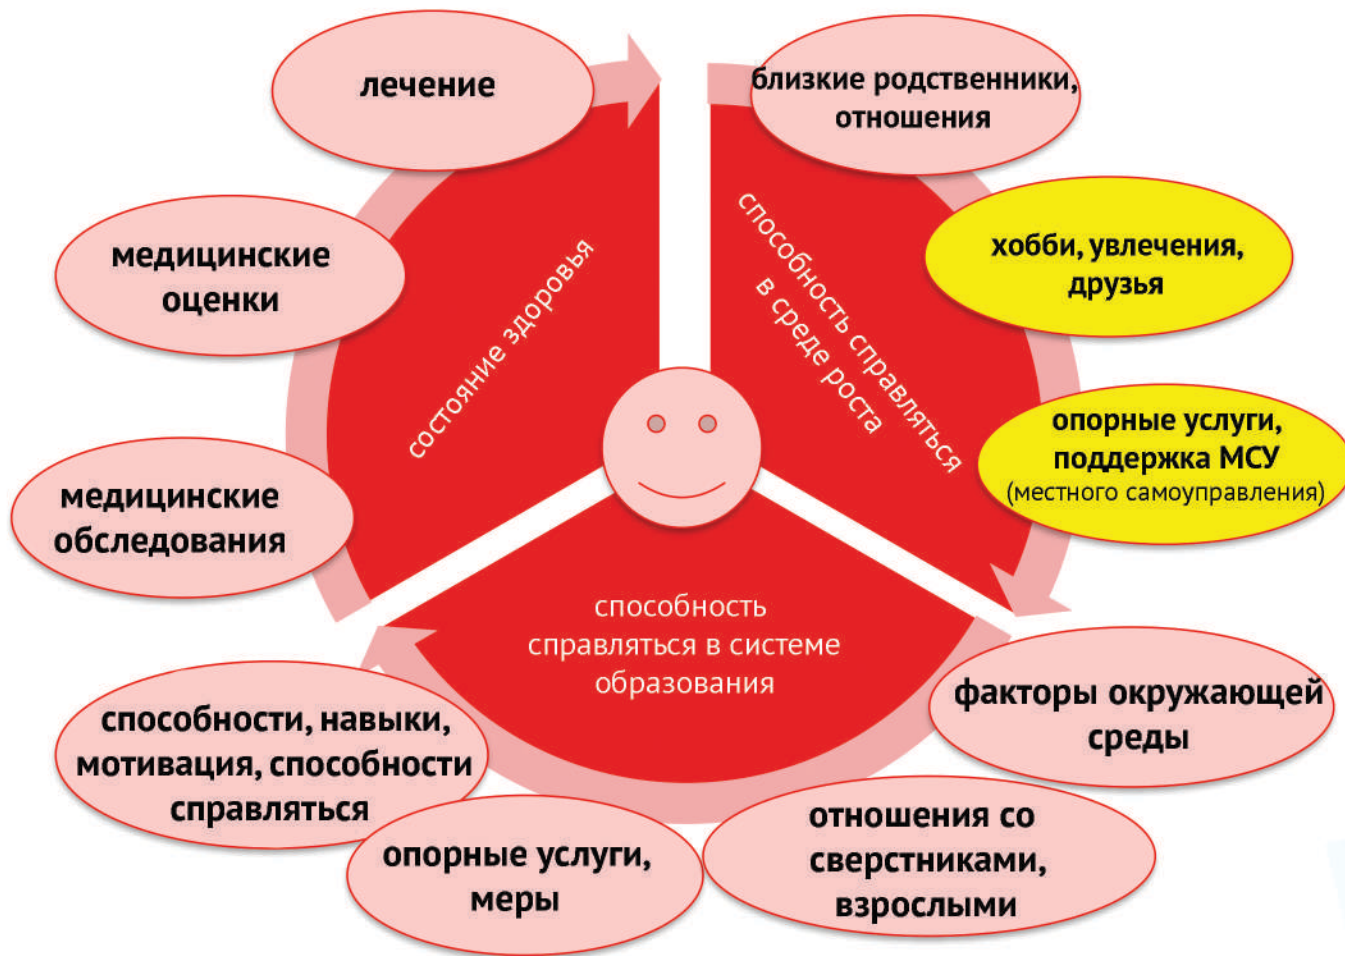 лечение
близкие родственники,
отношения
медицинские
оценки
хобби, увлечения,
друзья
состояние здоровья
способность справляться
в среде роста
опорные услуги,
поддержка МСУ
(местного самоуправления)
медицинские
обследования
способность
справляться в системе
образования
факторы окружающей
среды
способности, навыки,
мотивация, способности
справляться
опорные услуги,
меры
отношения со
сверстниками,
взрослыми